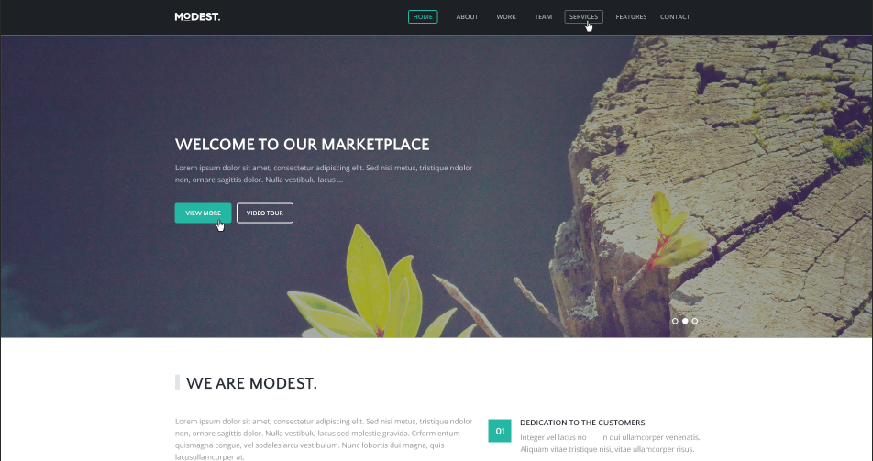 MODEST.
HOME ABOUT WORK TEAM SERVICES FEATURES CONTACT
WELCOME TO OUR MARKETPLACE
Lorem ipsum dolor sit amet, consectetur adipiscing elit. Sed nisi metus, tristique ndolor
non, ornare sagittis dolor. Nulla vestibulu lacus...
VIEW MORE VIDEO TOUR
WE ARE MODEST.
Lorem ipsum dolor sit amet, consectetur adipiscing elit. Sed nisi metus, tristique ndolor
non, ornare sagittis dolor. Nulla vestibulu, lacus sed molestie gravida. fermentum
quismagna congue, vel sodales arcu vestibulum. Nunc lobortis dui magna, quis
lacusullamcorper at.
01
DEDICATION TO THE CUSTOMERS
Integer vel lacus no n cui ullamcorper venenatis.
Aliquam vitae tristique nisi, vitae ullamcorper risus.